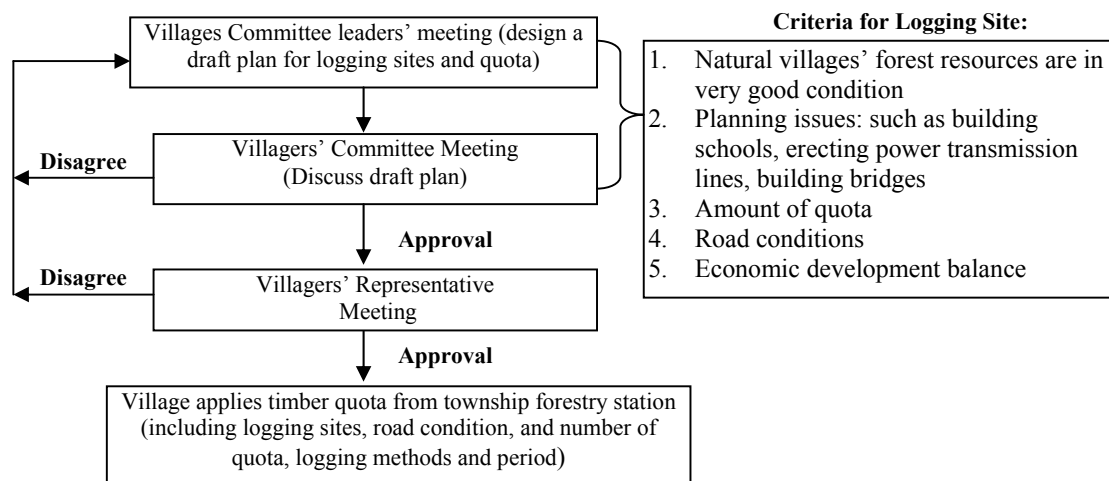 Villages Committee leaders’ meeting (design a
draft plan for logging sites and quota)
Disagree
Villagers’ Committee Meeting
(Discuss draft plan)
Approval
Disagree
Villagers’ Representative
Meeting
Approval
Village applies timber quota from township forestry station
(including logging sites, road condition, and number of
quota, logging methods and period)
Criteria for Logging Site:
1. Natural villages’ forest resources are in
very good condition
2. Planning issues: such as building
schools, erecting power transmission
lines, building bridges
3. Amount of quota
4. Road conditions
5. Economic development balance